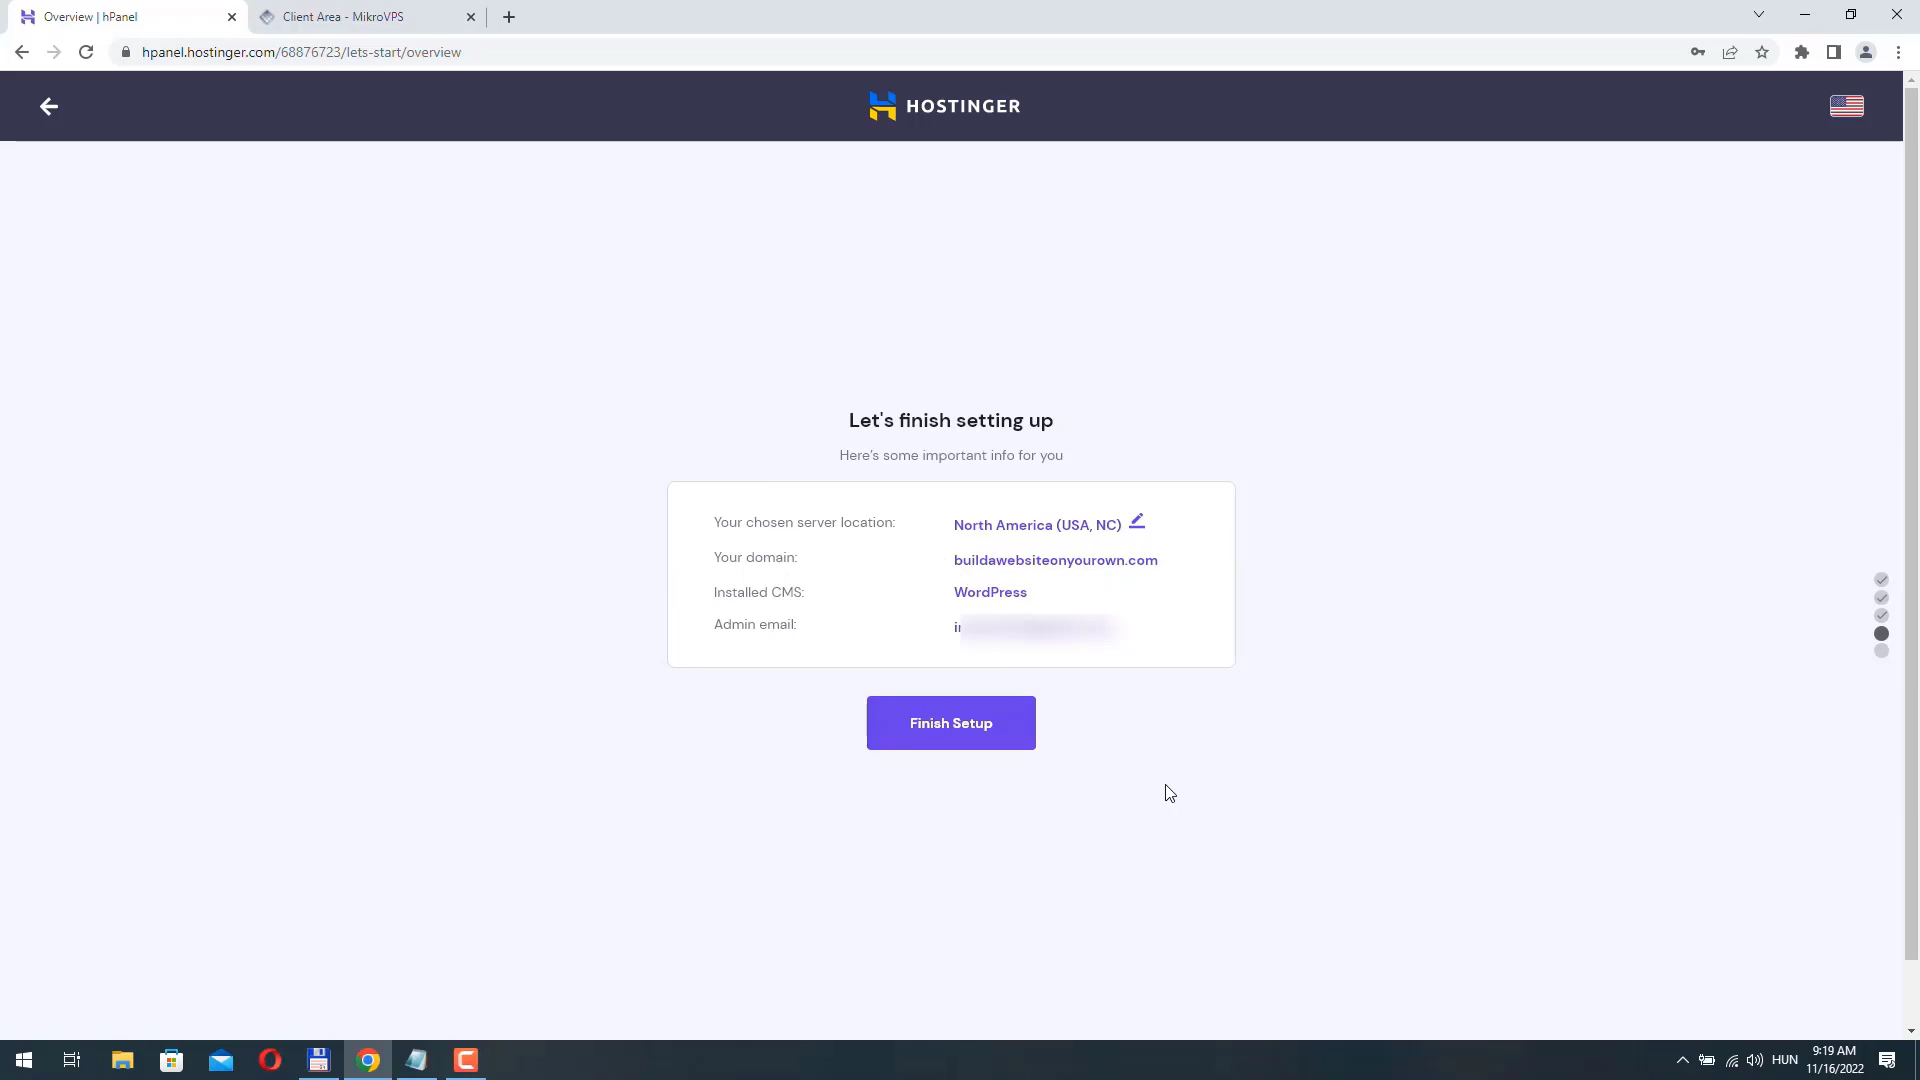 Overview | hPanel
Client Area - MikroVPS
hpanel.hostinger.com/68876723/lets-start/overview
HOSTINGER
Let's finish setting up
Here's some important info for you
Your chosen server location: North America (USA, NC)
Your domain: buildawebsiteonyourown.com
Installed CMS: WordPress
Admin email:
Finish Setup
HUN
9:19 AM
11/16/2022